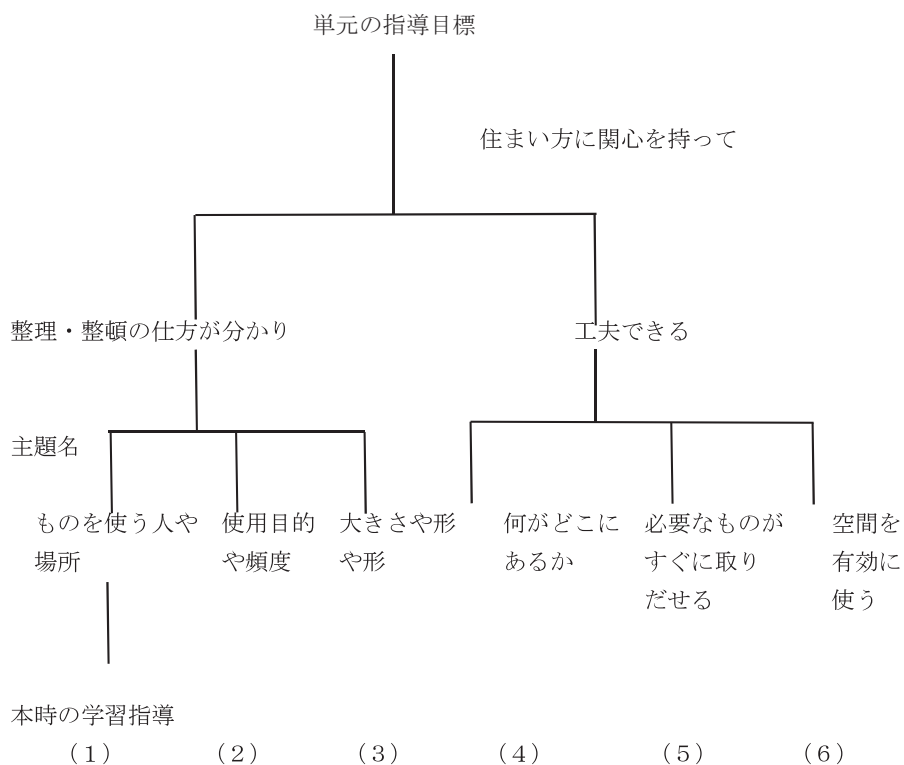 単元の指導目標
住まい方に関心を持って
整理・整頓の仕方が分かり
工夫できる
主題名
ものを使う人や
場所
使用目的
や頻度
大きさや形
や形
何がどこに
あるか
必要なものが
すぐに取り
だせる
空間を
有効に
使う
本時の学習指導
（1） （2） （3） （4） （5） （6）